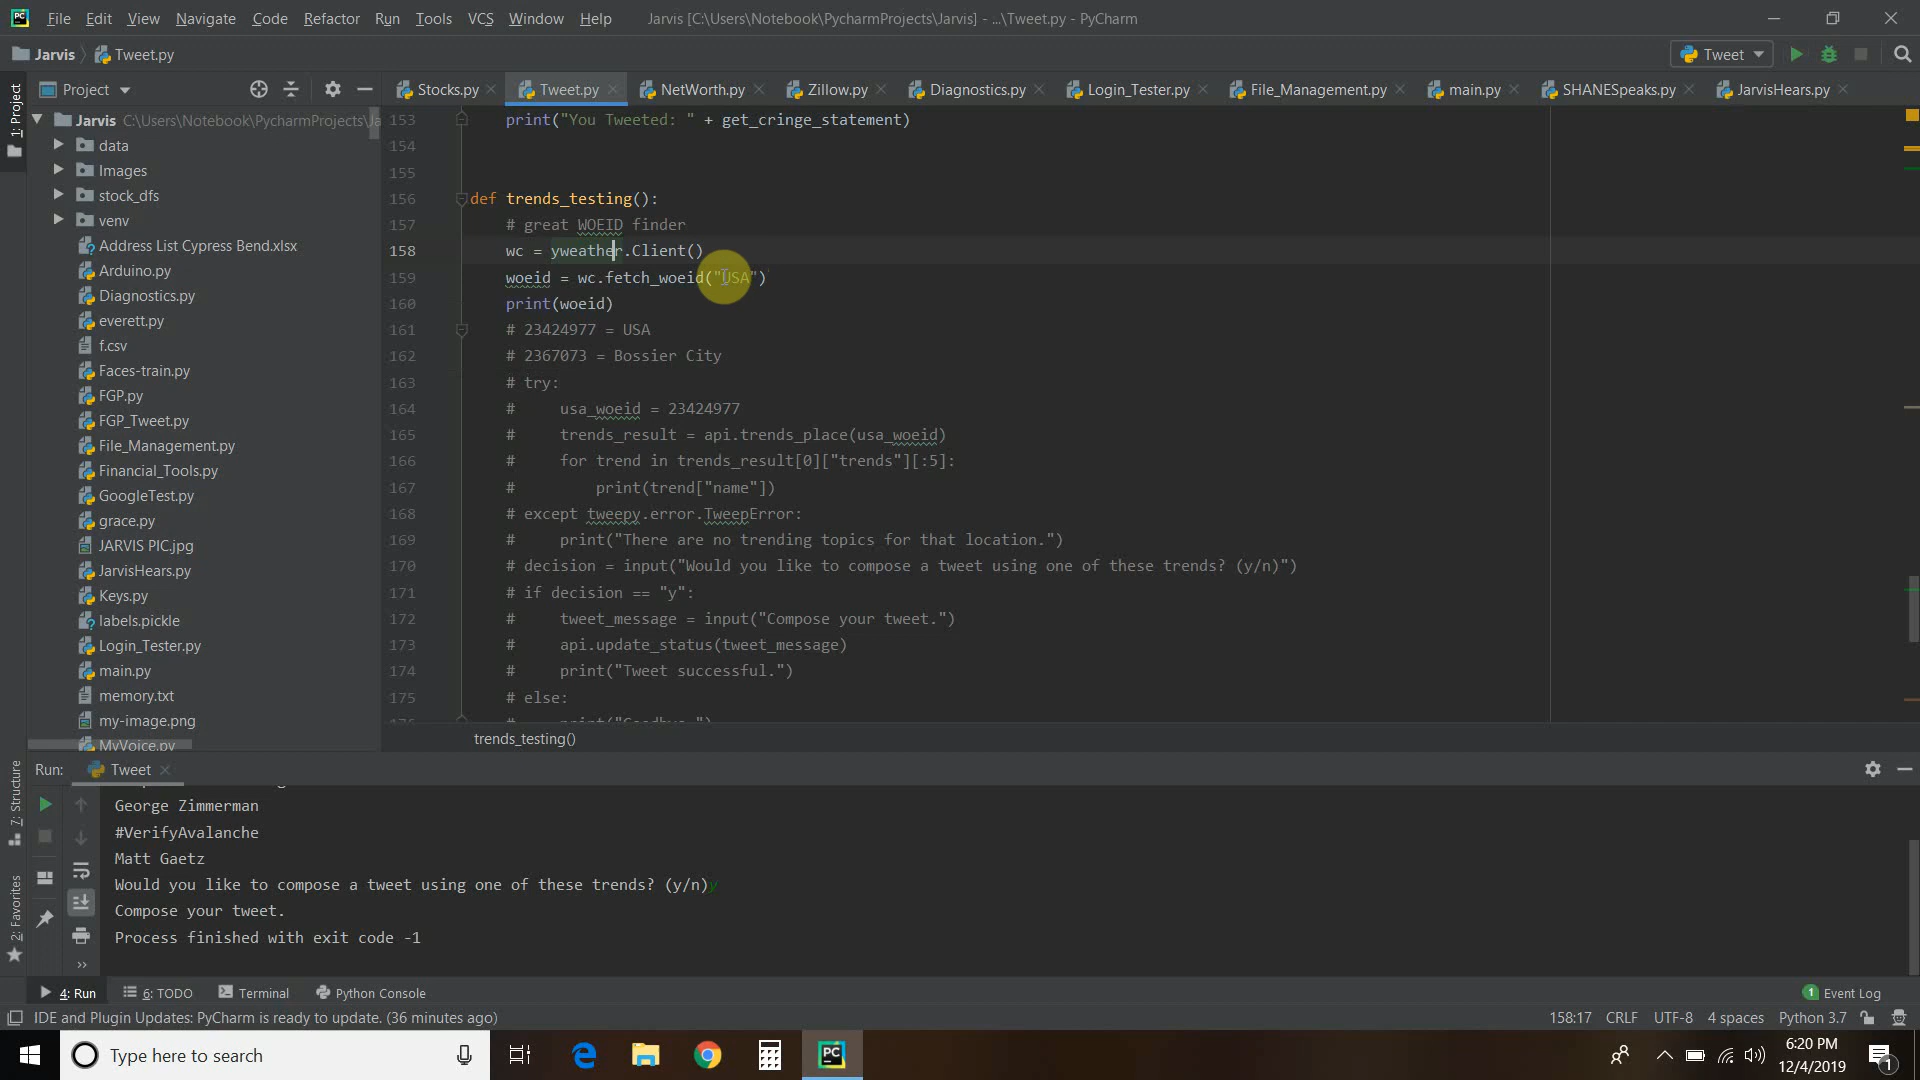 File Edit View Navigate Code Refactor Run Tools VCS Window Help Jarvis [C:\Users\Notebook\PycharmProjects\Jarvis] - ...\Tweet.py - PyCharm
Jarvis Tweet.py Tweet
1: Project
Project
Stocks.py Tweet.py NetWorth.py Zillow.py Diagnostics.py Login_Tester.py File_Management.py main.py SHANESpeaks.py JarvisHears.py
Jarvis C:\Users\Notebook\PycharmProjects\Ja
data
Images
stock_dfs
venv
Address List Cypress Bend.xlsx
Arduino.py
Diagnostics.py
everett.py
f.csv
Faces-train.py
FGP.py
FGP_Tweet.py
File_Management.py
Financial_Tools.py
GoogleTest.py
grace.py
JARVIS PIC.jpg
JarvisHears.py
Keys.py
labels.pickle
Login_Tester.py
main.py
memory.txt
my-image.png
MyVoice.py
153 print("You Tweeted: " + get_cringe_statement)
154
155
156 def trends_testing():
157 # great WOEID finder
158 wc = yweather.Client()
159 woeid = wc.fetch_woeid("USA")
160 print(woeid)
161 # 23424977 = USA
162 # 2367073 = Bossier City
163 # try:
164 # usa_woeid = 23424977
165 # trends_result = api.trends_place(usa_woeid)
166 # for trend in trends_result[0]["trends"][:5]:
167 # print(trend["name"])
168 # except tweepy.error.TweepError:
169 # print("There are no trending topics for that location.")
170 # decision = input("Would you like to compose a tweet using one of these trends? (y/n)")
171 # if decision == "y":
172 # tweet_message = input("Compose your tweet.")
173 # api.update_status(tweet_message)
174 # print("Tweet successful.")
175 # else:
trends_testing()
Run: Tweet
7: Structure
2: Favorites
George Zimmerman
#VerifyAvalanche
Matt Gaetz
Would you like to compose a tweet using one of these trends? (y/n)y
Compose your tweet.
Process finished with exit code -1
4: Run 6: TODO Terminal Python Console 1 Event Log
IDE and Plugin Updates: PyCharm is ready to update. (36 minutes ago) 158:17 CRLF UTF-8 4 spaces Python 3.7
Type here to search
PC
6:20 PM
12/4/2019
1